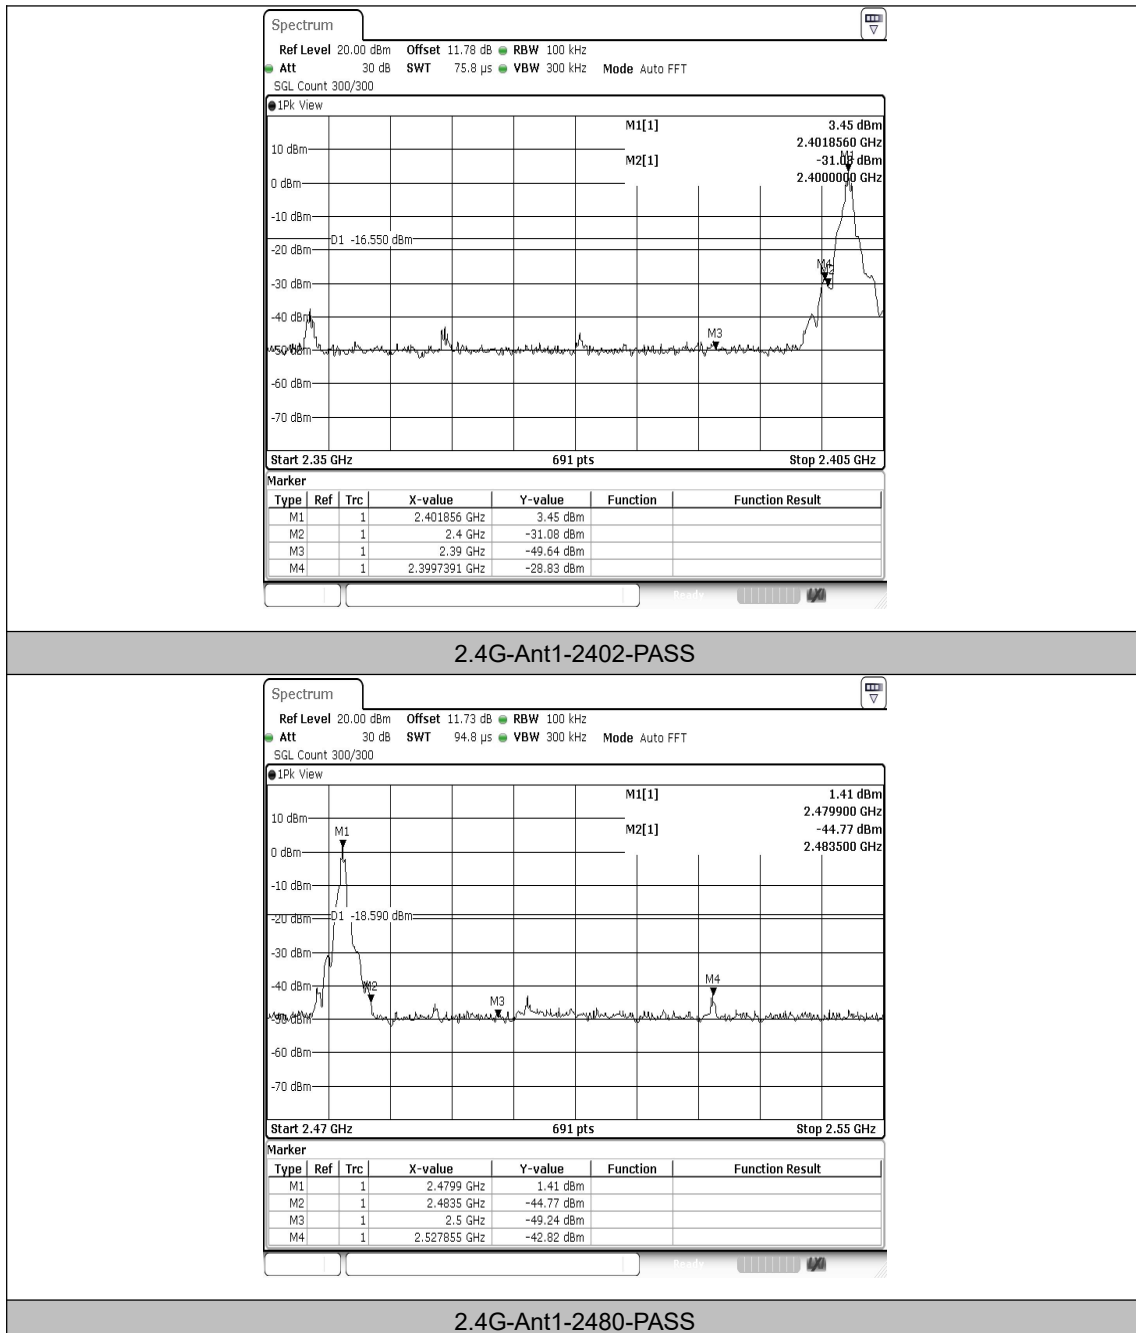 Spectrum
Ref Level 20.00 dBm Offset 11.78 dB RBW 100 kHz
Att 30 dB SWT 75.8 µs VBW 300 kHz Mode Auto FFT
SGL Count 300/300
1Pk View
M1[1] 3.45 dBm
2.4018560 GHz
M2[1] -31.08 dBm
2.4000000 GHz
M1
10 dBm
0 dBm
-10 dBm
D1 -16.550 dBm
-20 dBm
M4
-30 dBm
-40 dBm
M3
-50 dBm
-60 dBm
-70 dBm
Start 2.35 GHz 691 pts Stop 2.405 GHz
Marker
Type Ref Trc X-value Y-value Function Function Result
M1 1 2.401856 GHz 3.45 dBm
M2 1 2.4 GHz -31.08 dBm
M3 1 2.39 GHz -49.64 dBm
M4 1 2.3997391 GHz -28.83 dBm
Ready
2.4G-Ant1-2402-PASS
Spectrum
Ref Level 20.00 dBm Offset 11.73 dB RBW 100 kHz
Att 30 dB SWT 94.8 µs VBW 300 kHz Mode Auto FFT
SGL Count 300/300
1Pk View
M1[1] 1.41 dBm
2.479900 GHz
M2[1] -44.77 dBm
2.483500 GHz
10 dBm
M1
0 dBm
-10 dBm
D1 -18.590 dBm
-20 dBm
-30 dBm
M4
-40 dBm
M2
M3
-50 dBm
-60 dBm
-70 dBm
Start 2.47 GHz 691 pts Stop 2.55 GHz
Marker
Type Ref Trc X-value Y-value Function Function Result
M1 1 2.4799 GHz 1.41 dBm
M2 1 2.4835 GHz -44.77 dBm
M3 1 2.5 GHz -49.24 dBm
M4 1 2.527855 GHz -42.82 dBm
Ready
2.4G-Ant1-2480-PASS